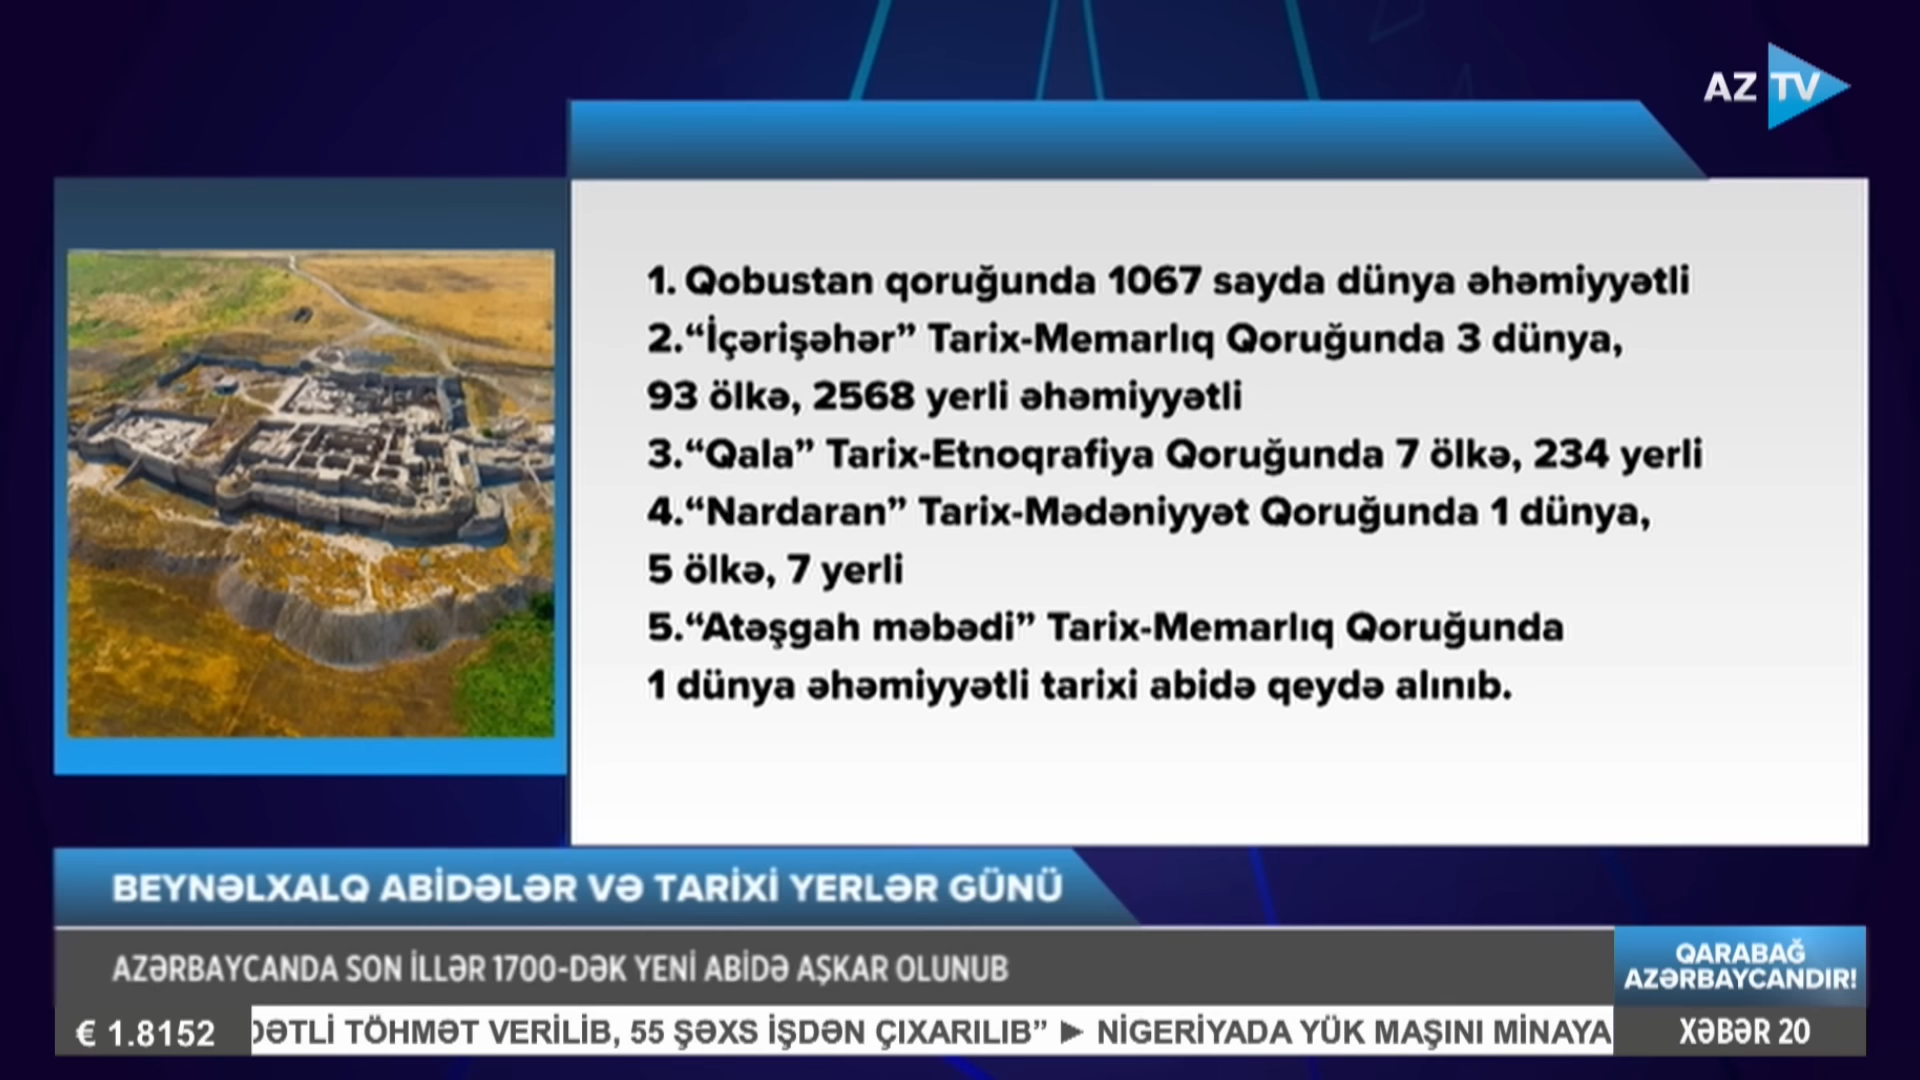 AZ TV
1. Qobustan qoruğunda 1067 sayda dünya əhəmiyyətli
2.“İçərişəhər” Tarix-Memarlıq Qoruğunda 3 dünya,
93 ölkə, 2568 yerli əhəmiyyətli
3.“Qala” Tarix-Etnoqrafiya Qoruğunda 7 ölkə, 234 yerli
4.“Nardaran” Tarix-Mədəniyyət Qoruğunda 1 dünya,
5 ölkə, 7 yerli
5.“Atəşgah məbədi” Tarix-Memarlıq Qoruğunda
1 dünya əhəmiyyətli tarixi abidə qeydə alınıb.
BEYNƏLXALQ ABİDƏLƏR VƏ TARİXİ YERLƏR GÜNÜ
AZƏRBAYCANDA SON İLLƏR 1700-DƏK YENİ ABİDƏ AŞKAR OLUNUB
QARABAĞ
AZƏRBAYCANDIR!
€ 1.8152
TÖHMƏT VERİLİB, 55 ŞƏXS İŞDƏN ÇIXARILIB” ► NİGERİYADA YÜK MAŞINI MİNAYA
XƏBƏR 20